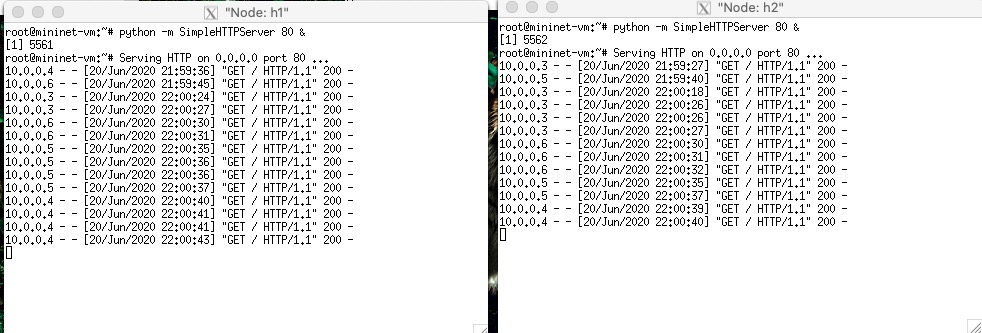 "Node: h1"
root@mininet-vm:~# python -m SimpleHTTPServer 80 &
[1] 5561
root@mininet-vm:~# Serving HTTP on 0.0.0.0 port 80 ...
10.0.0.4 - - [20/Jun/2020 21:59:36] "GET / HTTP/1.1" 200 -
10.0.0.6 - - [20/Jun/2020 21:59:45] "GET / HTTP/1.1" 200 -
10.0.0.3 - - [20/Jun/2020 22:00:24] "GET / HTTP/1.1" 200 -
10.0.0.3 - - [20/Jun/2020 22:00:27] "GET / HTTP/1.1" 200 -
10.0.0.6 - - [20/Jun/2020 22:00:30] "GET / HTTP/1.1" 200 -
10.0.0.6 - - [20/Jun/2020 22:00:31] "GET / HTTP/1.1" 200 -
10.0.0.5 - - [20/Jun/2020 22:00:35] "GET / HTTP/1.1" 200 -
10.0.0.5 - - [20/Jun/2020 22:00:36] "GET / HTTP/1.1" 200 -
10.0.0.5 - - [20/Jun/2020 22:00:36] "GET / HTTP/1.1" 200 -
10.0.0.5 - - [20/Jun/2020 22:00:37] "GET / HTTP/1.1" 200 -
10.0.0.4 - - [20/Jun/2020 22:00:40] "GET / HTTP/1.1" 200 -
10.0.0.4 - - [20/Jun/2020 22:00:41] "GET / HTTP/1.1" 200 -
10.0.0.4 - - [20/Jun/2020 22:00:41] "GET / HTTP/1.1" 200 -
10.0.0.4 - - [20/Jun/2020 22:00:43] "GET / HTTP/1.1" 200 -
"Node: h2"
root@mininet-vm:~# python -m SimpleHTTPServer 80 &
[1] 5562
root@mininet-vm:~# Serving HTTP on 0.0.0.0 port 80 ...
10.0.0.3 - - [20/Jun/2020 21:59:27] "GET / HTTP/1.1" 200 -
10.0.0.5 - - [20/Jun/2020 21:59:40] "GET / HTTP/1.1" 200 -
10.0.0.3 - - [20/Jun/2020 22:00:18] "GET / HTTP/1.1" 200 -
10.0.0.3 - - [20/Jun/2020 22:00:26] "GET / HTTP/1.1" 200 -
10.0.0.3 - - [20/Jun/2020 22:00:26] "GET / HTTP/1.1" 200 -
10.0.0.3 - - [20/Jun/2020 22:00:27] "GET / HTTP/1.1" 200 -
10.0.0.6 - - [20/Jun/2020 22:00:30] "GET / HTTP/1.1" 200 -
10.0.0.6 - - [20/Jun/2020 22:00:31] "GET / HTTP/1.1" 200 -
10.0.0.6 - - [20/Jun/2020 22:00:32] "GET / HTTP/1.1" 200 -
10.0.0.5 - - [20/Jun/2020 22:00:35] "GET / HTTP/1.1" 200 -
10.0.0.5 - - [20/Jun/2020 22:00:37] "GET / HTTP/1.1" 200 -
10.0.0.4 - - [20/Jun/2020 22:00:39] "GET / HTTP/1.1" 200 -
10.0.0.4 - - [20/Jun/2020 22:00:40] "GET / HTTP/1.1" 200 -